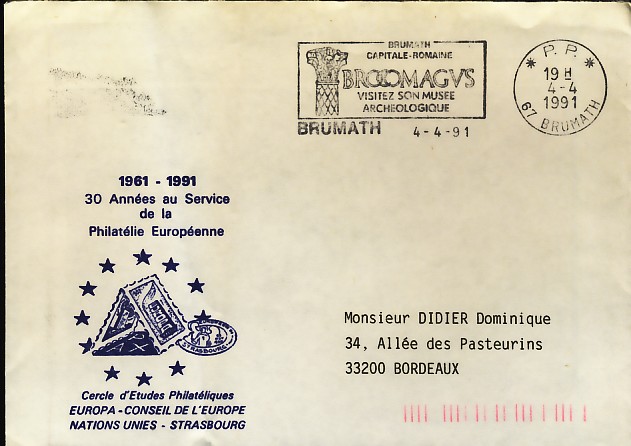 BRUMATH
CAPITALE-ROMAINE
BROCOMAGVS
VISITEZ SON MUSEE
ARCHEOLOGIQUE
BRUMATH 4-4-91
* P.P. *
19 H
4-4
1991
67 BRUMATH
1961 - 1991
30 Années au Service
de la
Philatélie Européenne
STRASBOURG
Cercle d'Etudes Philatéliques
EUROPA - CONSEIL DE L'EUROPE
NATIONS UNIES - STRASBOURG
Monsieur DIDIER Dominique
34, Allée des Pasteurins
33200 BORDEAUX